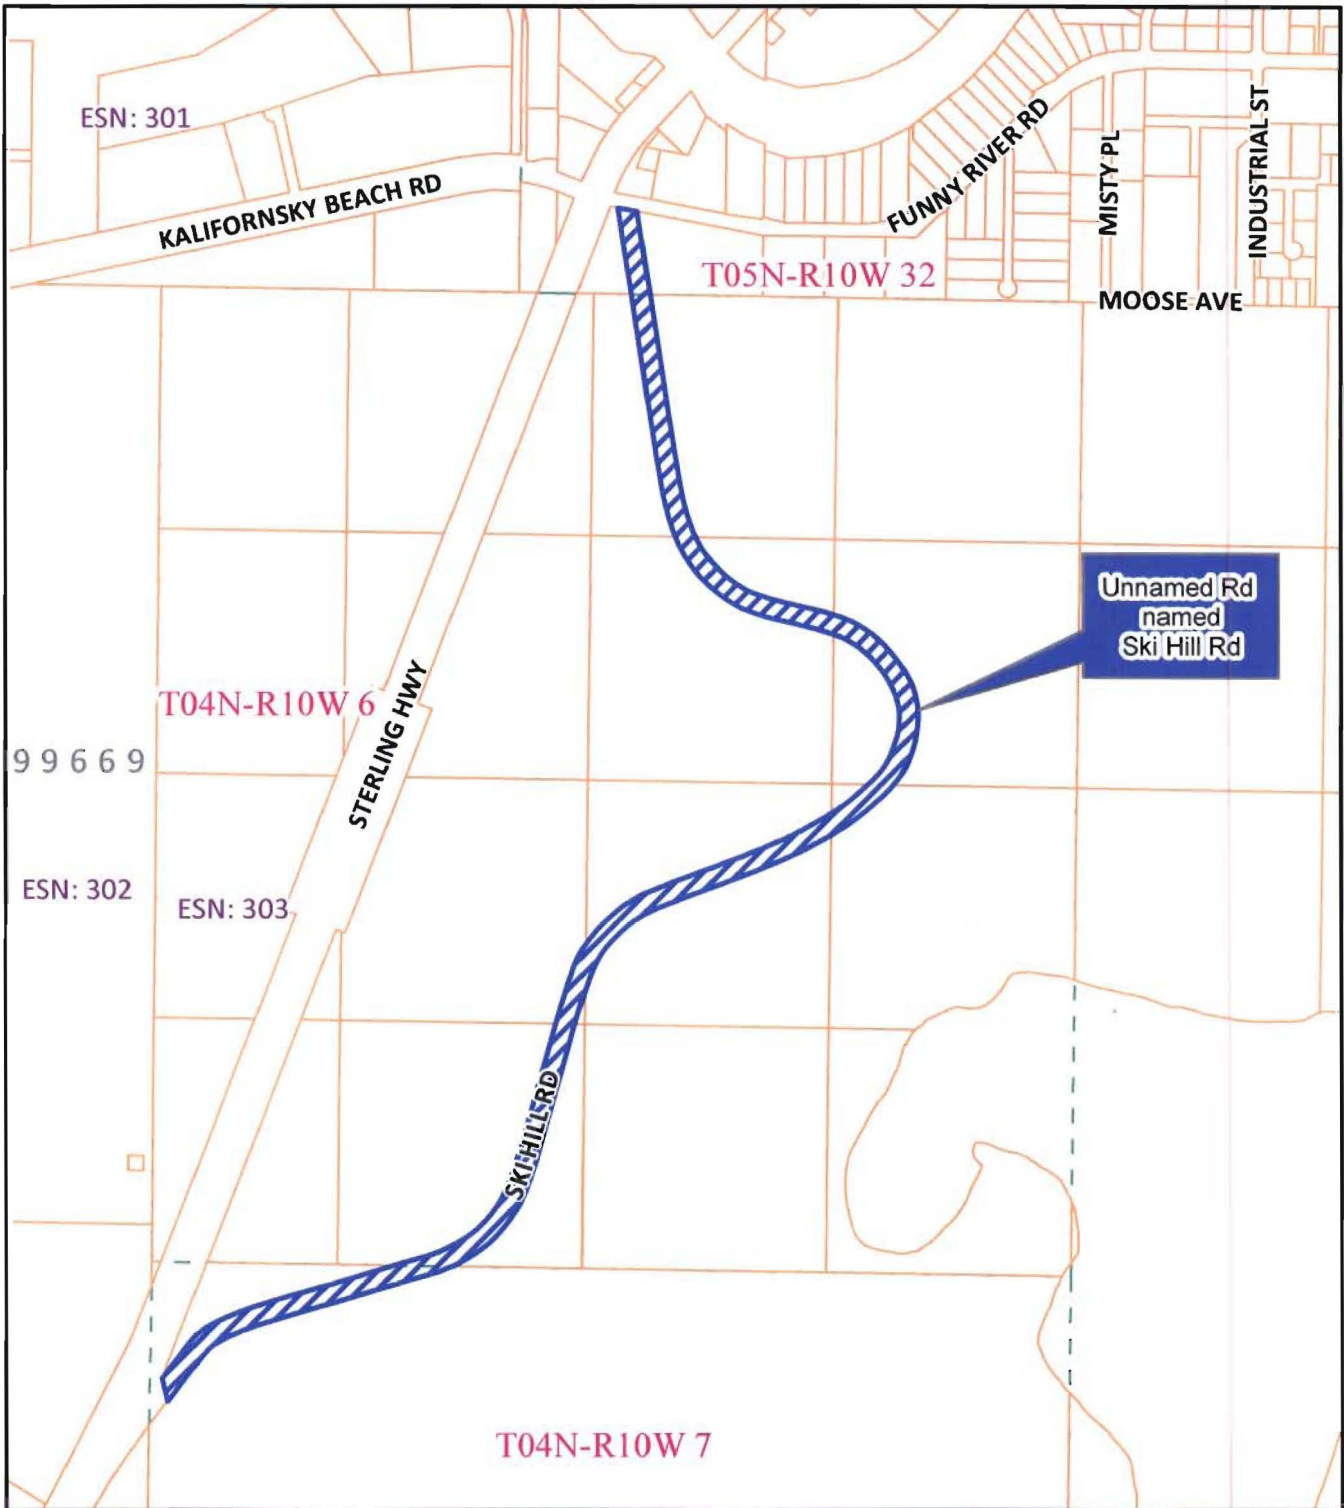 ESN: 301
KALIFORNSKY BEACH RD
FUNNY RIVER RD
MISTY PL
INDUSTRIAL ST
T05N-R10W 32
MOOSE AVE
Unnamed Rd
named
Ski Hill Rd
T04N-R10W 6
STERLING HWY
99669
ESN: 302
ESN: 303
SKI HILL RD
T04N-R10W 7